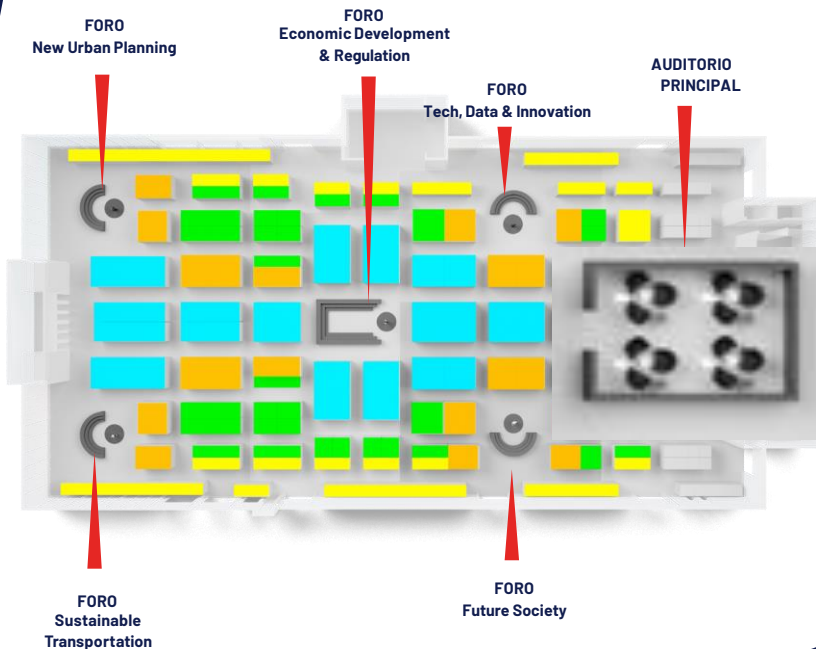 FORO
New Urban Planning
FORO
Economic Development
& Regulation
FORO
Tech, Data & Innovation
AUDITORIO
PRINCIPAL
FORO
Sustainable
Transportation
FORO
Future Society